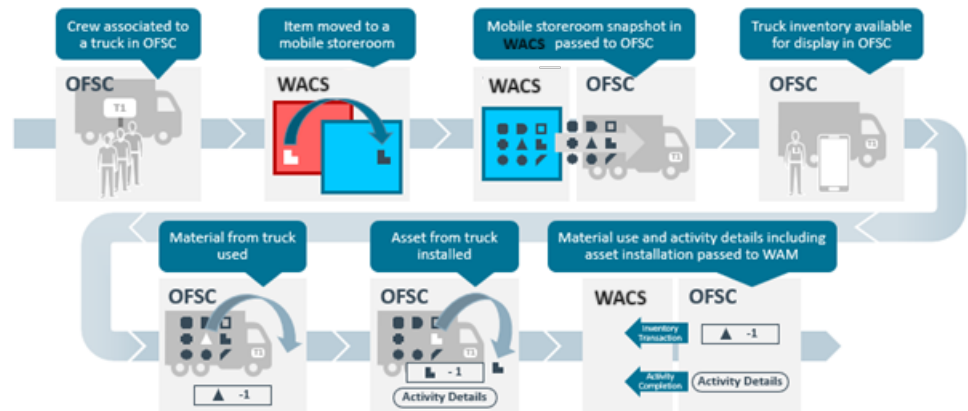 Crew associated to
a truck in OFSC
OFSC
T1
Item moved to a
mobile storeroom
WACS
Mobile storeroom snapshot in
WACS passed to OFSC
WACS
OFSC
T1
Truck inventory available
for display in OFSC
OFSC
T1
Material from truck
used
OFSC
T1
-1
Asset from truck
installed
OFSC
T1
- 1
Activity Details
Material use and activity details including
asset installation passed to WAM
WACS
OFSC
Inventory
Transaction
-1
Activity
Completion
Activity Details